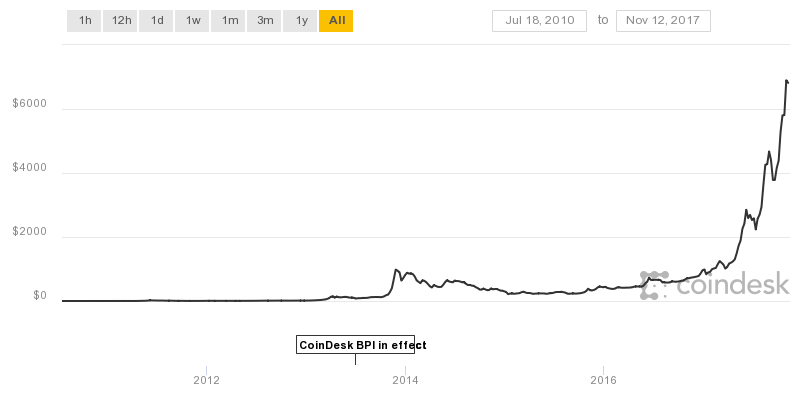 1h 12h 1d 1w 1m 3m 1y All Jul 18, 2010 to Nov 12, 2017
$6000
$4000
$2000
$0
coindesk
CoinDesk BPI in effect
2012 2014 2016